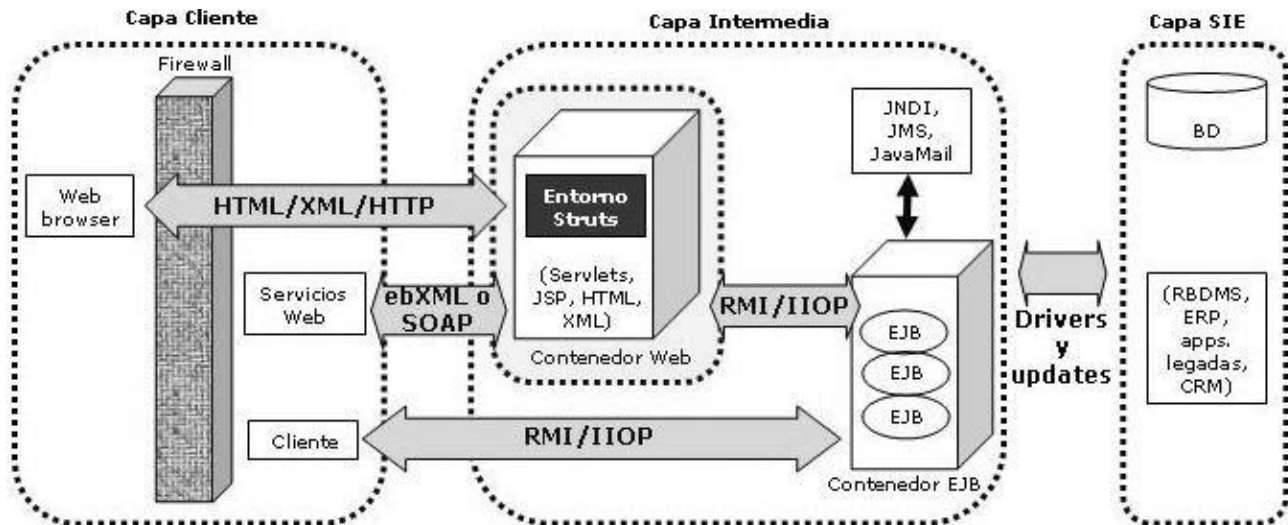 Capa Cliente
Capa Intermedia
Capa SIE
Firewall
Web
browser
HTML/XML/HTTP
Entorno
Struts
(Servlets,
JSP, HTML,
XML)
Contenedor Web
Servicios
Web
ebXML o
SOAP
Cliente
RMI/IIOP
RMI/IIOP
JNDI,
JMS,
JavaMail
EJB
EJB
EJB
Contenedor EJB
Drivers
y
updates
BD
(RBDMS,
ERP,
apps.
legadas,
CRM)